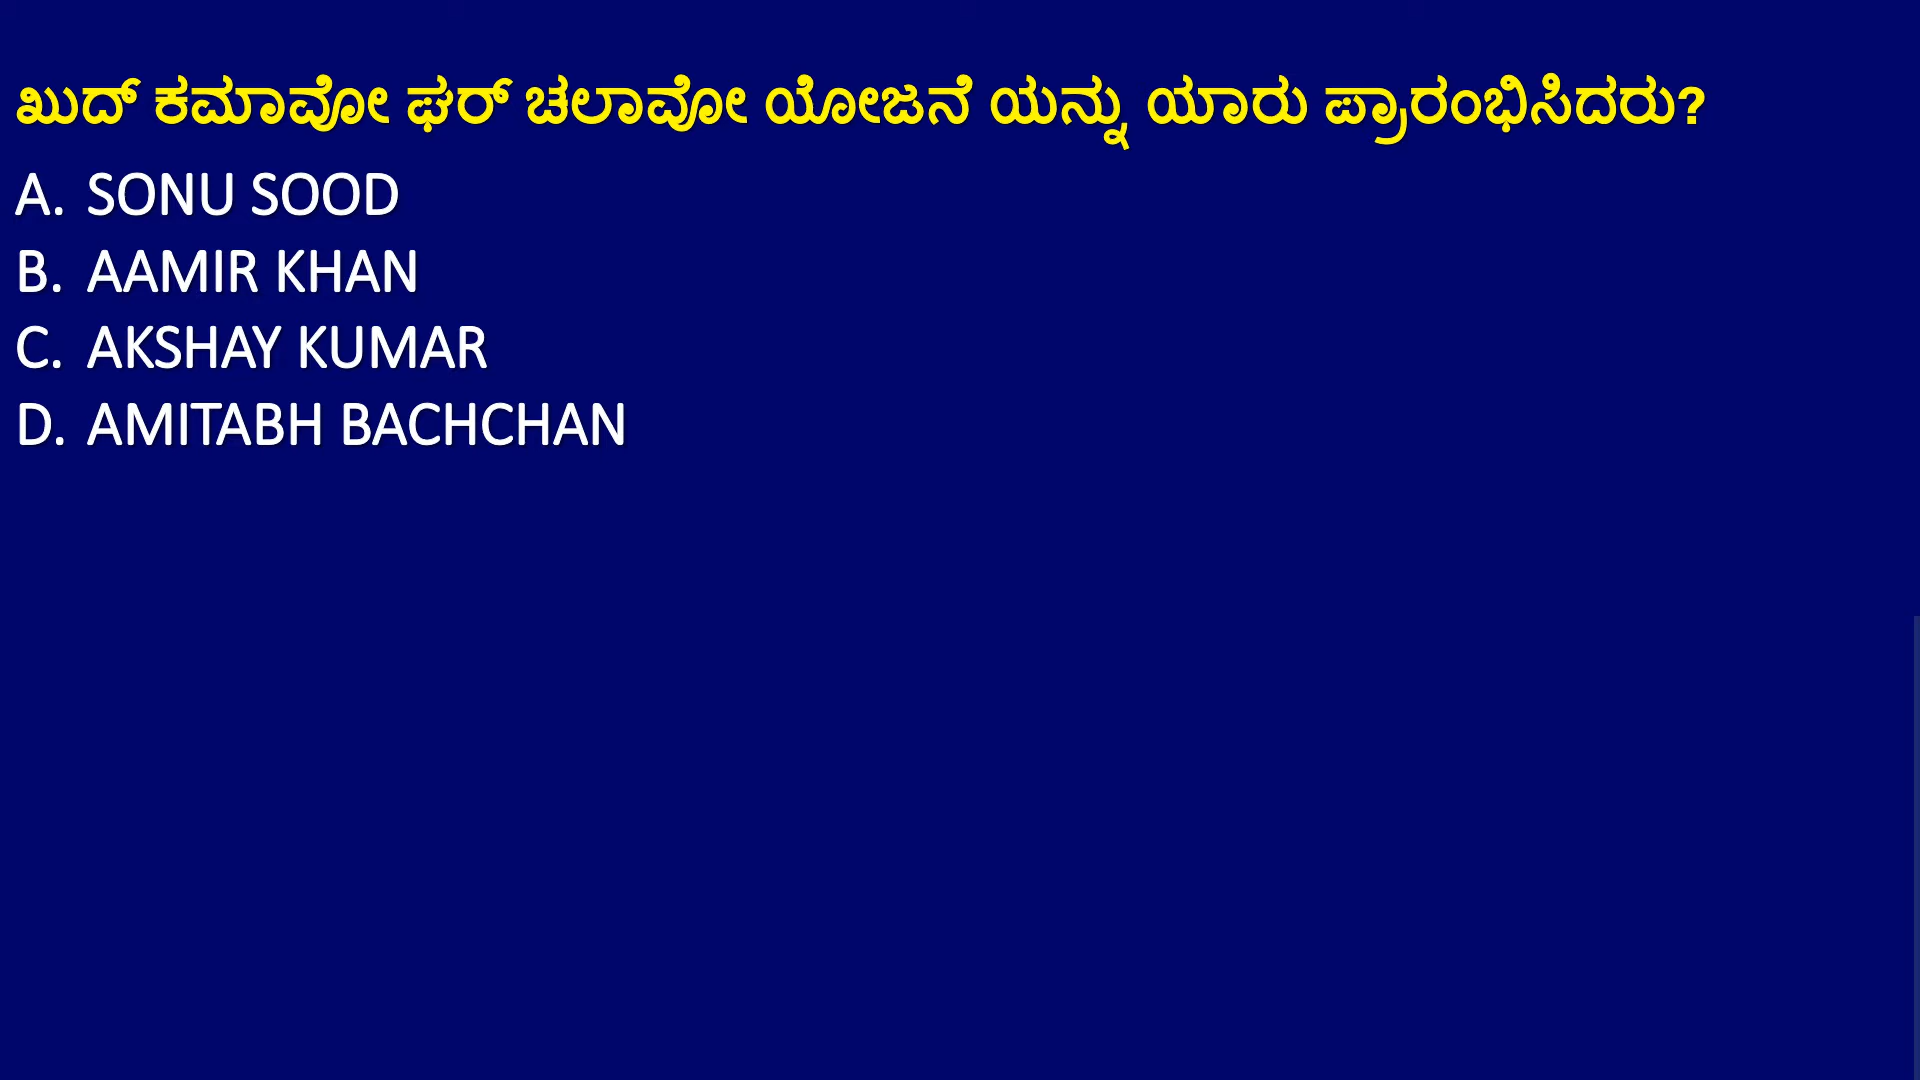 ಖುದ್ ಕಮಾವೋ ಘರ್ ಚಲಾವೋ ಯೋಜನೆ ಯನ್ನು ಯಾರು ಪ್ರಾರಂಭಿಸಿದರು?
A. SONU SOOD
B. AAMIR KHAN
C. AKSHAY KUMAR
D. AMITABH BACHCHAN